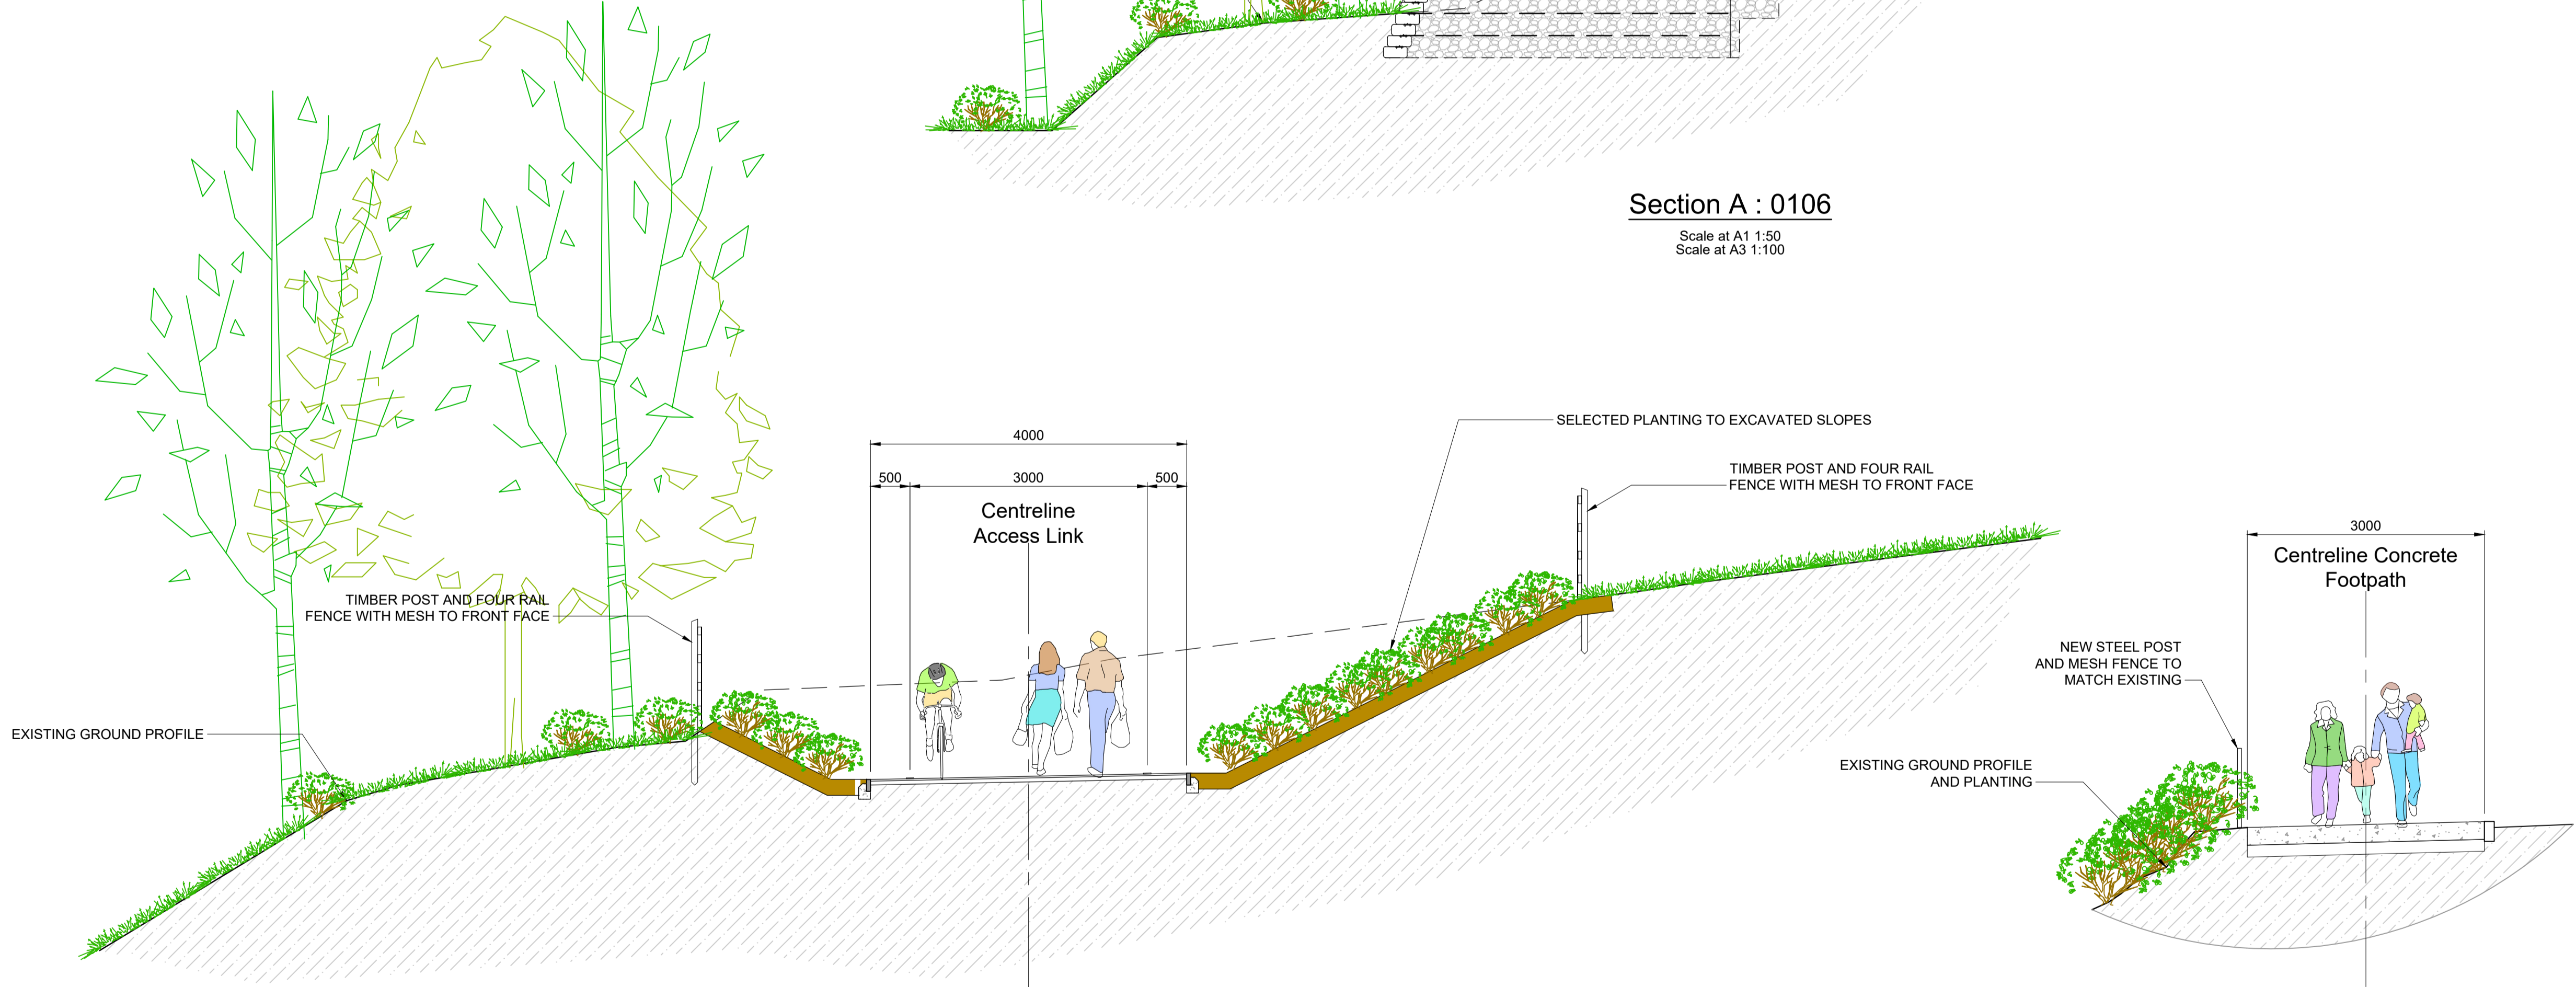 Section A : 0106
Scale at A1 1:50
Scale at A3 1:100
SELECTED PLANTING TO EXCAVATED SLOPES
4000
500
3000
500
Centreline
Access Link
TIMBER POST AND FOUR RAIL
FENCE WITH MESH TO FRONT FACE
3000
Centreline Concrete
Footpath
TIMBER POST AND FOUR RAIL
FENCE WITH MESH TO FRONT FACE
NEW STEEL POST
AND MESH FENCE TO
MATCH EXISTING
EXISTING GROUND PROFILE
EXISTING GROUND PROFILE
AND PLANTING